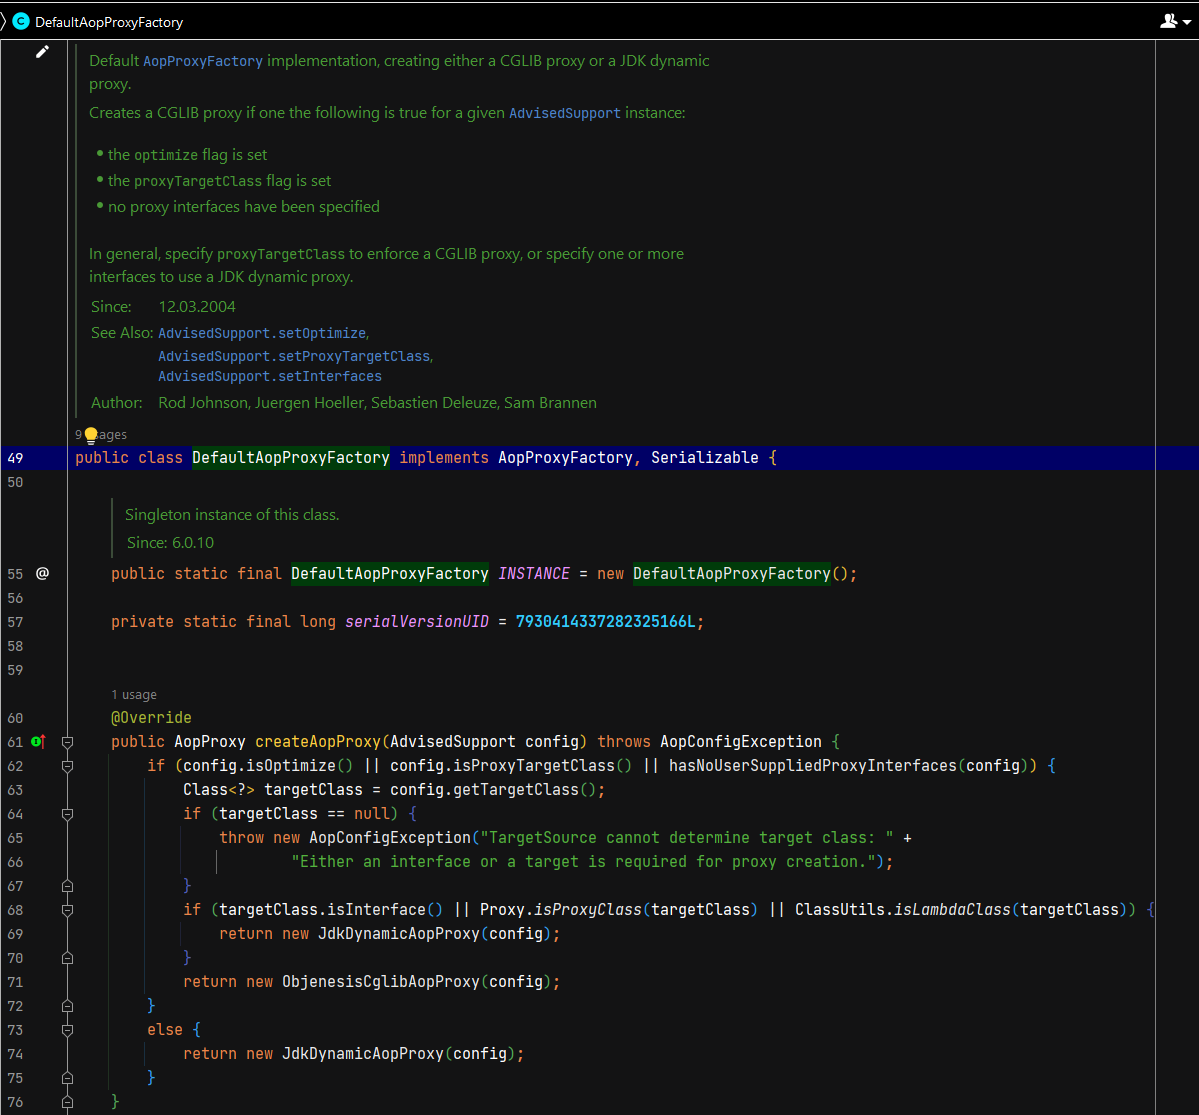 C DefaultAopProxyFactory
Default AopProxyFactory implementation, creating either a CGLIB proxy or a JDK dynamic
proxy.
Creates a CGLIB proxy if one the following is true for a given AdvisedSupport instance:
• the optimize flag is set
• the proxyTargetClass flag is set
• no proxy interfaces have been specified
In general, specify proxyTargetClass to enforce a CGLIB proxy, or specify one or more
interfaces to use a JDK dynamic proxy.
Since: 12.03.2004
See Also: AdvisedSupport.setOptimize,
AdvisedSupport.setProxyTargetClass,
AdvisedSupport.setInterfaces
Author: Rod Johnson, Juergen Hoeller, Sebastien Deleuze, Sam Brannen
9 sages
49 public class DefaultAopProxyFactory implements AopProxyFactory, Serializable {
50
Singleton instance of this class.
Since: 6.0.10
55 @ public static final DefaultAopProxyFactory INSTANCE = new DefaultAopProxyFactory();
56
57 private static final long serialVersionUID = 7930414337282325166L;
58
59
1 usage
60 @Override
61 public AopProxy createAopProxy(AdvisedSupport config) throws AopConfigException {
62 if (config.isOptimize() || config.isProxyTargetClass() || hasNoUserSuppliedProxyInterfaces(config)) {
63 Class<?> targetClass = config.getTargetClass();
64 if (targetClass == null) {
65 throw new AopConfigException("TargetSource cannot determine target class: " +
66 "Either an interface or a target is required for proxy creation.");
67 }
68 if (targetClass.isInterface() || Proxy.isProxyClass(targetClass) || ClassUtils.isLambdaClass(targetClass)) {
69 return new JdkDynamicAopProxy(config);
70 }
71 return new ObjenesisCglibAopProxy(config);
72 }
73 else {
74 return new JdkDynamicAopProxy(config);
75 }
76 }